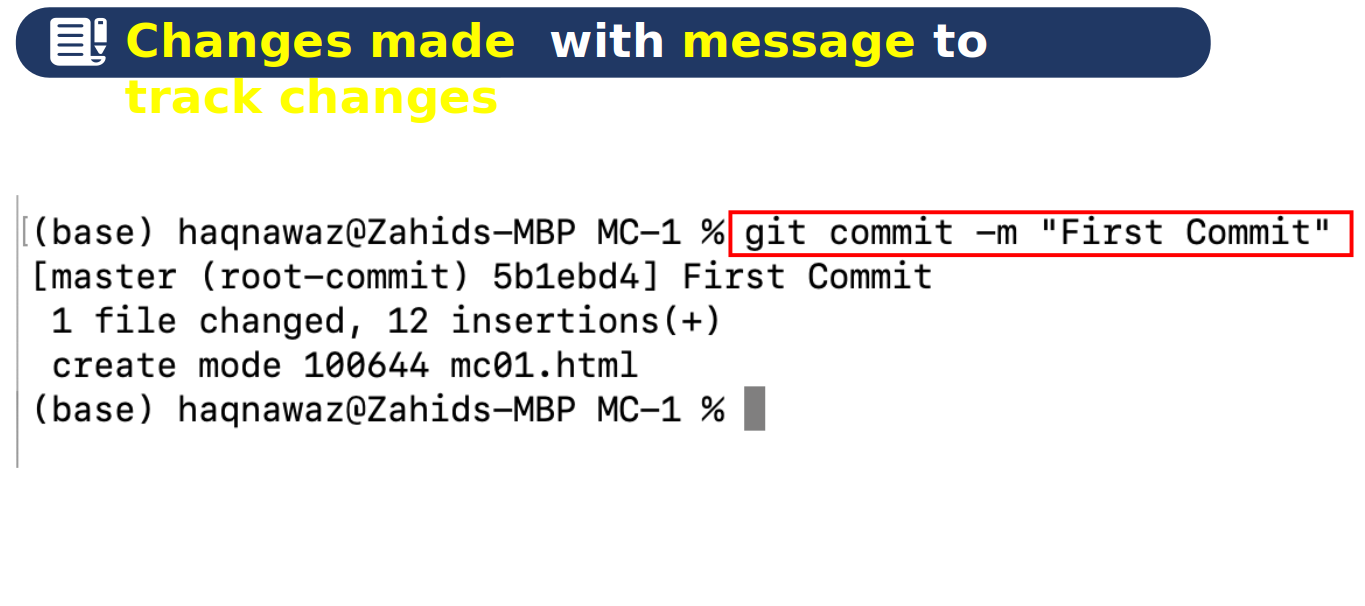 Changes made  with message to
track changes
[(base) haqnawaz@Zahids-MBP MC-1 % git commit -m "First Commit"
[master (root-commit) 5b1ebd4] First Commit
 1 file changed, 12 insertions(+)
 create mode 100644 mc01.html
(base) haqnawaz@Zahids-MBP MC-1 %